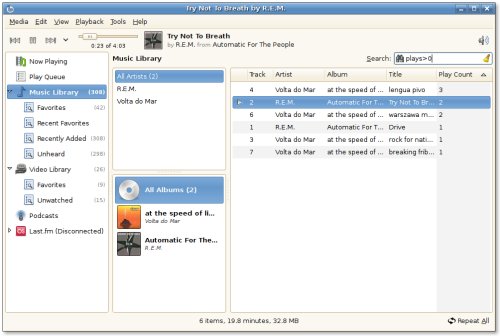 Try Not To Breath by R.E.M.
Media Edit View Playback Tools Help
Try Not To Breath
0:23 of 4:03
by R.E.M. from Automatic For The People
Now Playing
Play Queue
Music Library (308)
Favorites (42)
Recent Favorites
Recently Added (308)
Unheard (298)
Video Library (26)
Favorites (9)
Unwatched (15)
Podcasts
Last.fm (Disconnected)
Music Library
Search: plays>0
All Artists (2)
R.E.M.
Volta do Mar
All Albums (2)
at the speed of li...
Volta do Mar
Automatic For The...
R.E.M.
Track Artist Album Title Play Count
4 Volta do Mar at the speed of ... lengua pivo 3
2 R.E.M. Automatic For T... Try Not To Br... 2
6 Volta do Mar at the speed of ... warszawa m... 2
1 R.E.M. Automatic For T... Drive 1
3 Volta do Mar at the speed of ... rock for nati... 1
7 Volta do Mar at the speed of ... breaking frib... 1
6 items, 19.8 minutes, 32.8 MB
Repeat All